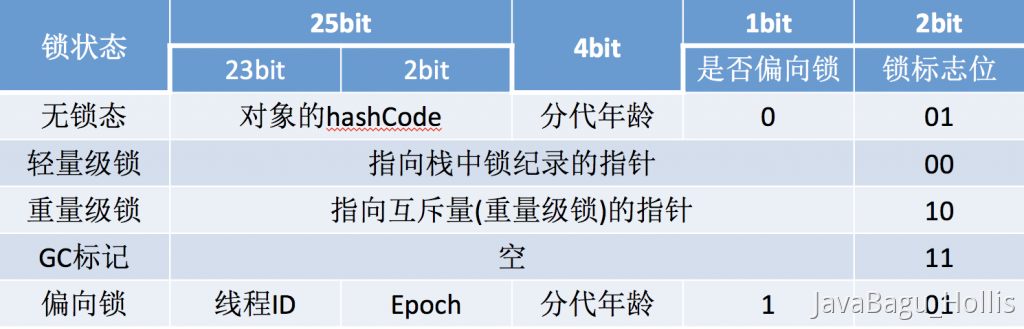 锁状态 25bit 4bit 1bit 2bit
23bit 2bit 是否偏向锁 锁标志位
无锁态 对象的hashCode 分代年龄 0 01
轻量级锁 指向栈中锁纪录的指针 00
重量级锁 指向互斥量(重量级锁)的指针 10
GC标记 空 11
偏向锁 线程ID Epoch 分代年龄 1 01
JavaBagu_Hollis